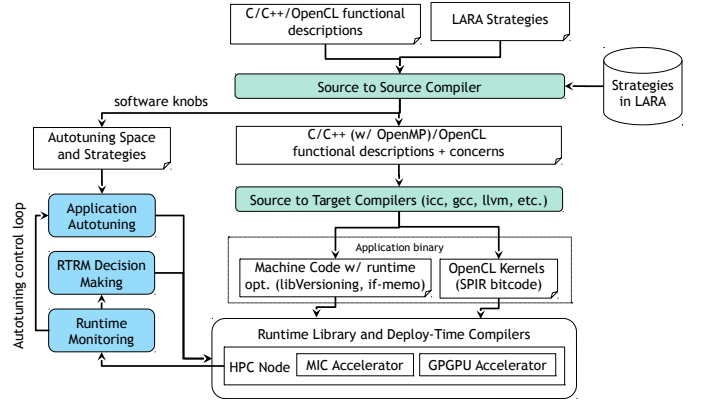 C/C++/OpenCL functional
descriptions
LARA Strategies
Source to Source Compiler
Strategies
in LARA
software knobs
Autotuning Space
and Strategies
C/C++ (w/ OpenMP)/OpenCL
functional descriptions + concerns
Source to Target Compilers (icc, gcc, llvm, etc.)
Application
Autotuning
Autotuning control loop
Application binary
RTRM Decision
Making
Machine Code w/ runtime
opt. (libVersioning, if-memo)
OpenCL Kernels
(SPIR bitcode)
Runtime
Monitoring
Runtime Library and Deploy-Time Compilers
HPC Node
MIC Accelerator
GPGPU Accelerator